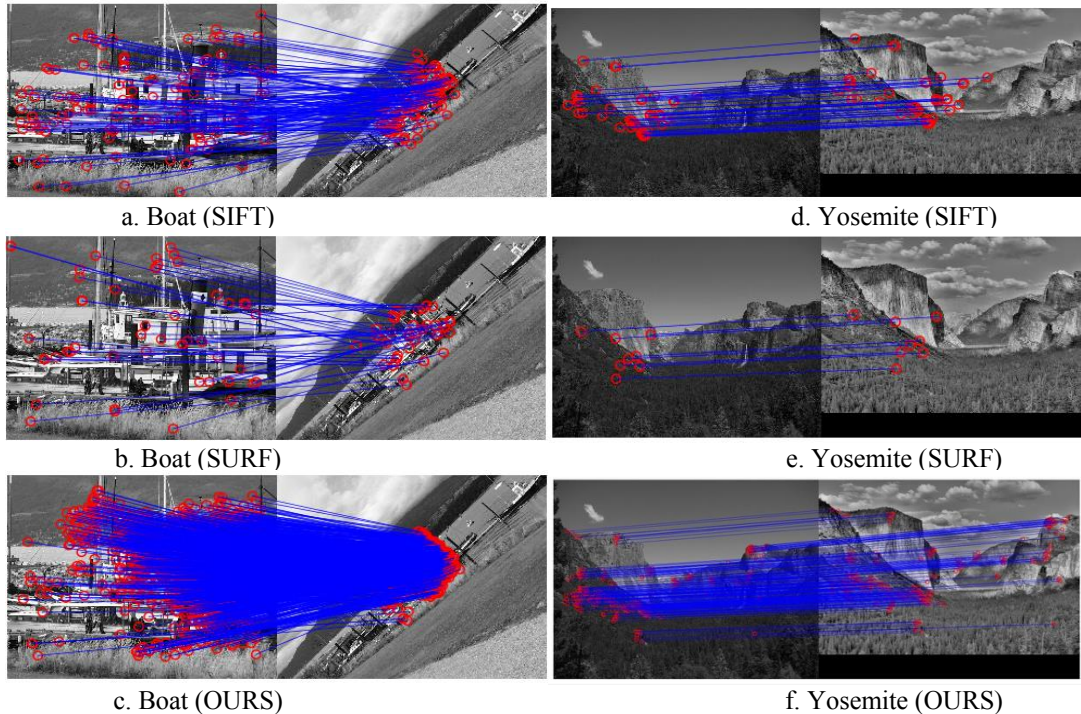 a. Boat (SIFT)
d. Yosemite (SIFT)
b. Boat (SURF)
e. Yosemite (SURF)
c. Boat (OURS)
f. Yosemite (OURS)